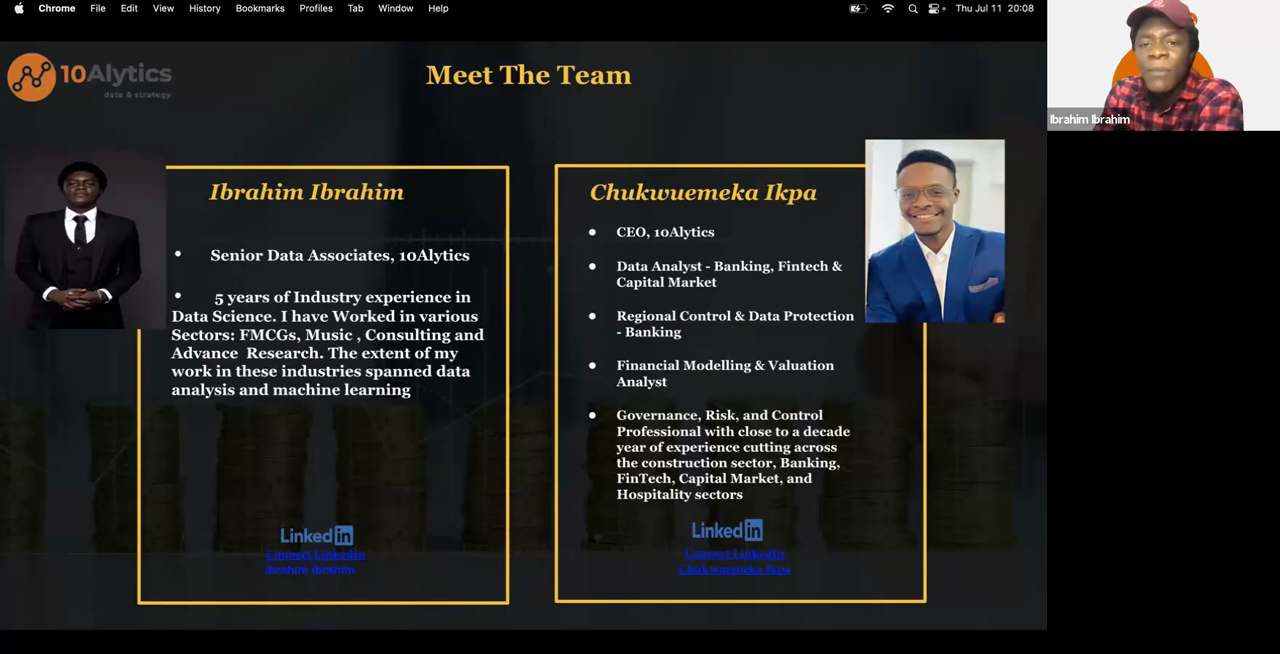 Chrome File Edit View History Bookmarks Profiles Tab Window Help Thu Jul 11 20:08
10Alytics
data & strategy
Meet The Team
Ibrahim Ibrahim
Ibrahim Ibrahim
• Senior Data Associates, 10Alytics
• 5 years of Industry experience in
Data Science. I have Worked in various
Sectors: FMCGs, Music , Consulting and
Advance Research. The extent of my
work in these industries spanned data
analysis and machine learning
Linked in
Connect LinkedIn
Ibrahim Ibrahim
Chukwuemeka Ikpa
• CEO, 10Alytics
• Data Analyst - Banking, Fintech &
Capital Market
• Regional Control & Data Protection
- Banking
• Financial Modelling & Valuation
Analyst
• Governance, Risk, and Control
Professional with close to a decade
year of experience cutting across
the construction sector, Banking,
FinTech, Capital Market, and
Hospitality sectors
Linked in
Connect LinkedIn
Chukwuemeka Ikpa